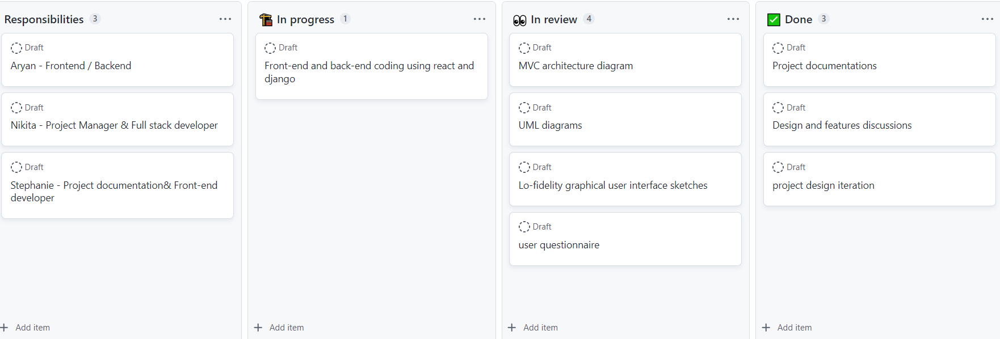 Responsibilities 3
Draft
Aryan - Frontend / Backend
Draft
Nikita - Project Manager & Full stack developer
Draft
Stephanie - Project documentation& Front-end
developer
+ Add item
In progress 1
Draft
Front-end and back-end coding using react and
django
+ Add item
In review 4
Draft
MVC architecture diagram
Draft
UML diagrams
Draft
Lo-fidelity graphical user interface sketches
Draft
user questionnaire
+ Add item
Done 3
Draft
Project documentations
Draft
Design and features discussions
Draft
project design iteration
+ Add item